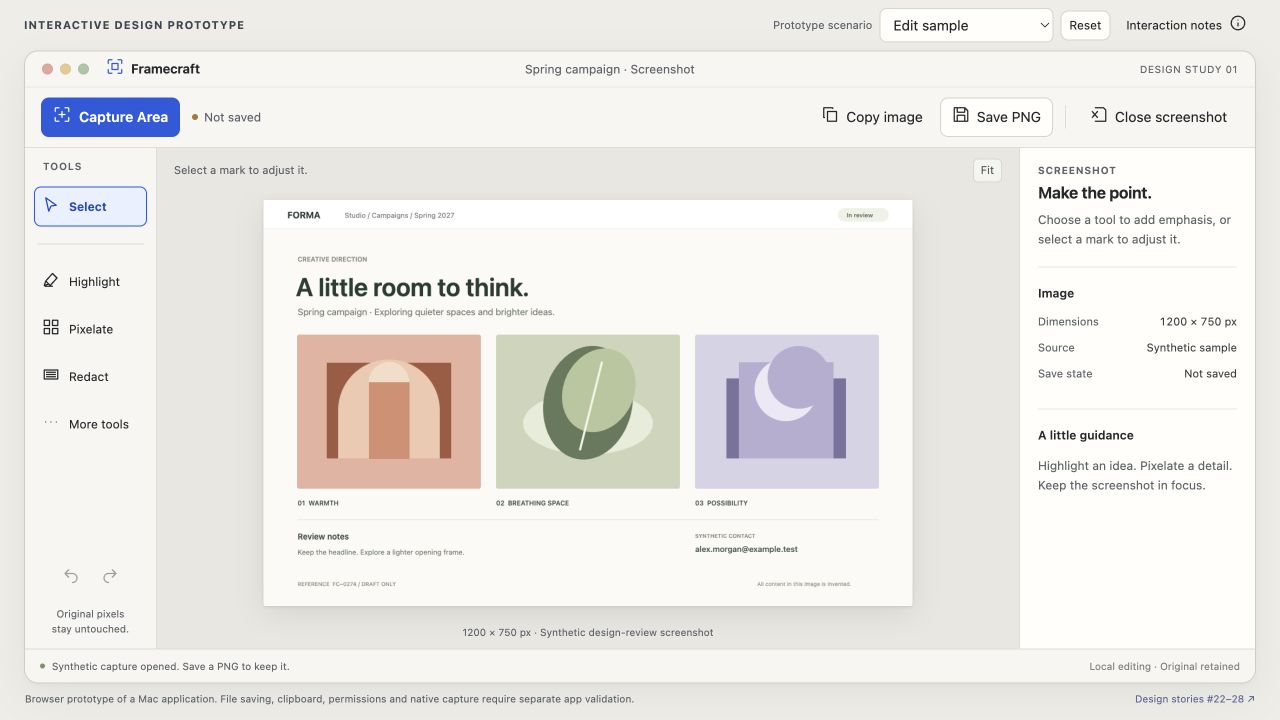 INTERACTIVE DESIGN PROTOTYPE
Prototype scenario
Edit sample
Reset
Interaction notes
Framecraft
Spring campaign · Screenshot
DESIGN STUDY 01
Capture Area
Not saved
Copy image
Save PNG
Close screenshot
TOOLS
Select
Highlight
Pixelate
Redact
More tools
Original pixels
stay untouched.
Select a mark to adjust it.
Fit
FORMA
Studio / Campaigns / Spring 2027
In review
CREATIVE DIRECTION
A little room to think.
Spring campaign · Exploring quieter spaces and brighter ideas.
01 WARMTH
02 BREATHING SPACE
03 POSSIBILITY
Review notes
Keep the headline. Explore a lighter opening frame.
SYNTHETIC CONTACT
alex.morgan@example.test
REFERENCE FC-0274 / DRAFT ONLY
All content in this image is invented.
1200 × 750 px · Synthetic design-review screenshot
SCREENSHOT
Make the point.
Choose a tool to add emphasis, or
select a mark to adjust it.
Image
Dimensions 1200 × 750 px
Source Synthetic sample
Save state Not saved
A little guidance
Highlight an idea. Pixelate a detail.
Keep the screenshot in focus.
Synthetic capture opened. Save a PNG to keep it.
Local editing · Original retained
Browser prototype of a Mac application. File saving, clipboard, permissions and native capture require separate app validation.
Design stories #22–28 ↗